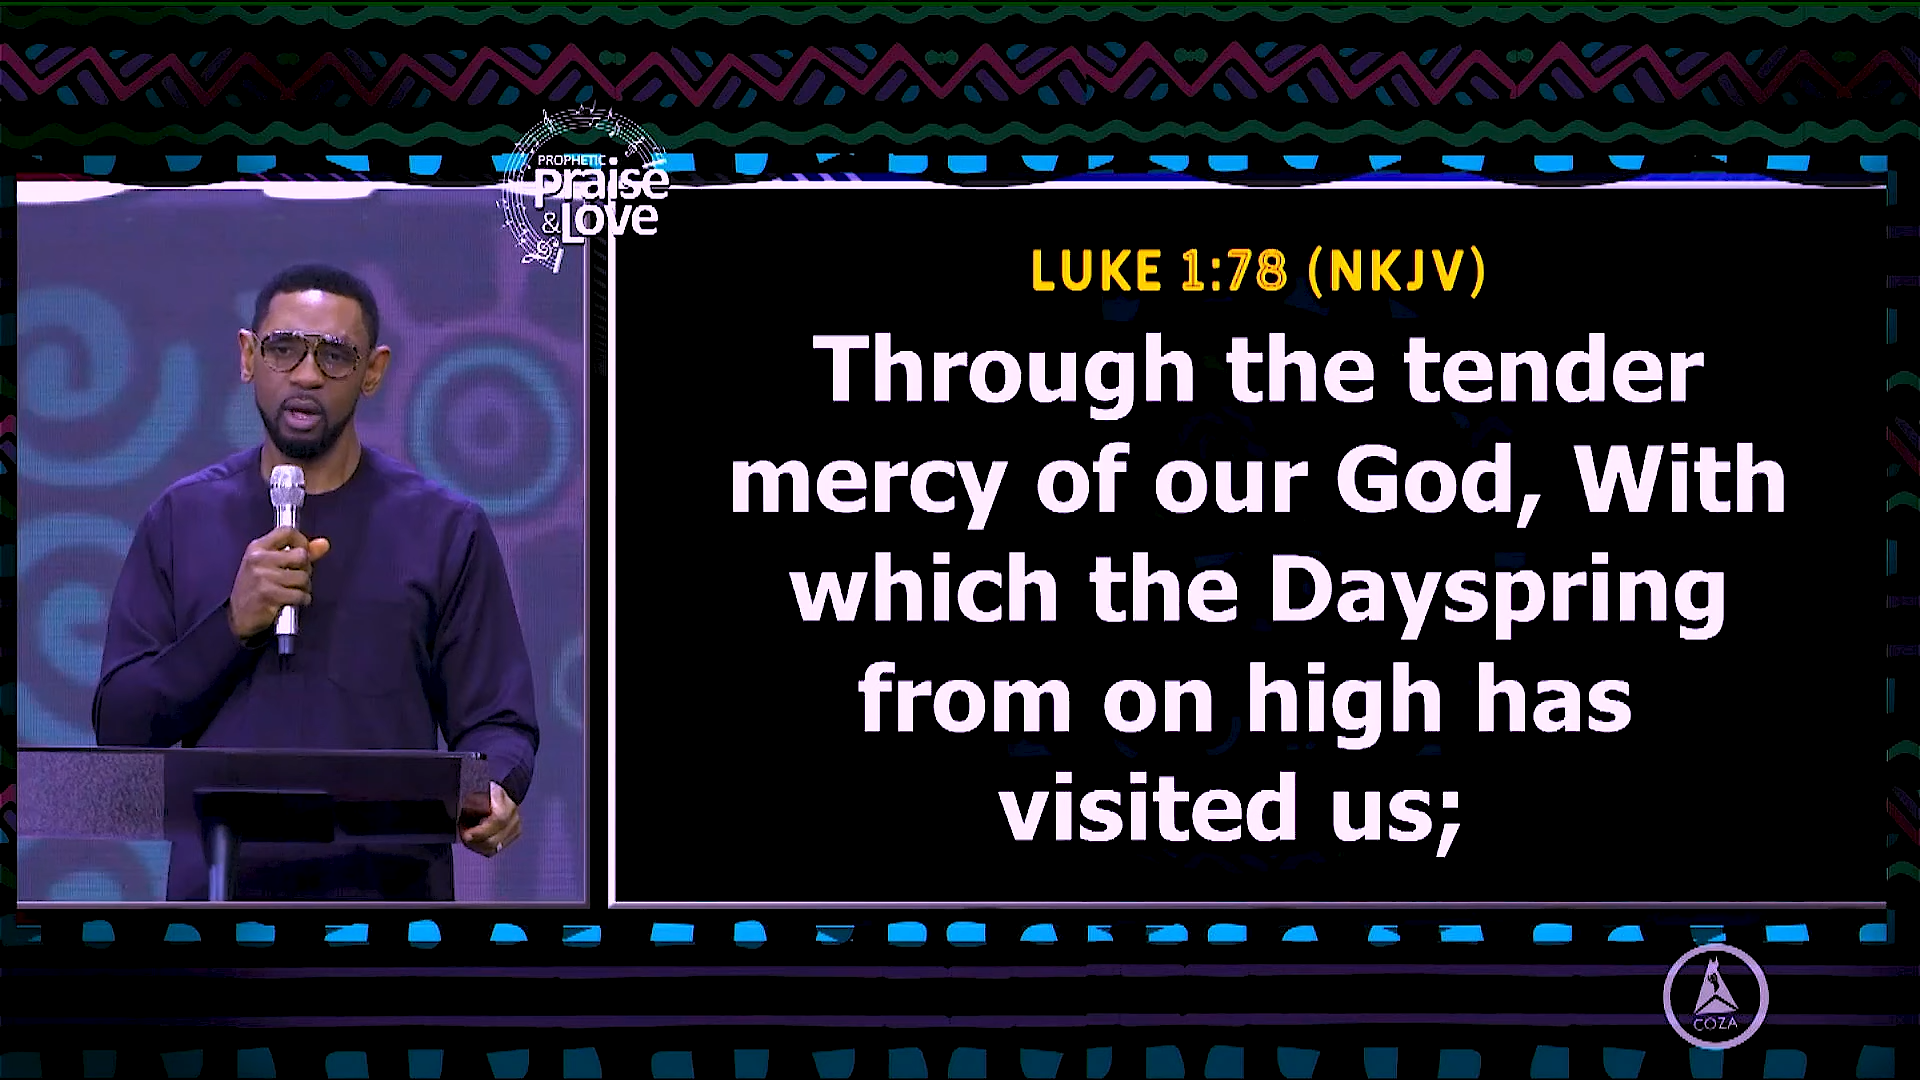 PROPHETIC
praise
& Love
LUKE 1:78 (NKJV)
Through the tender
mercy of our God, With
which the Dayspring
from on high has
visited us;
COZA